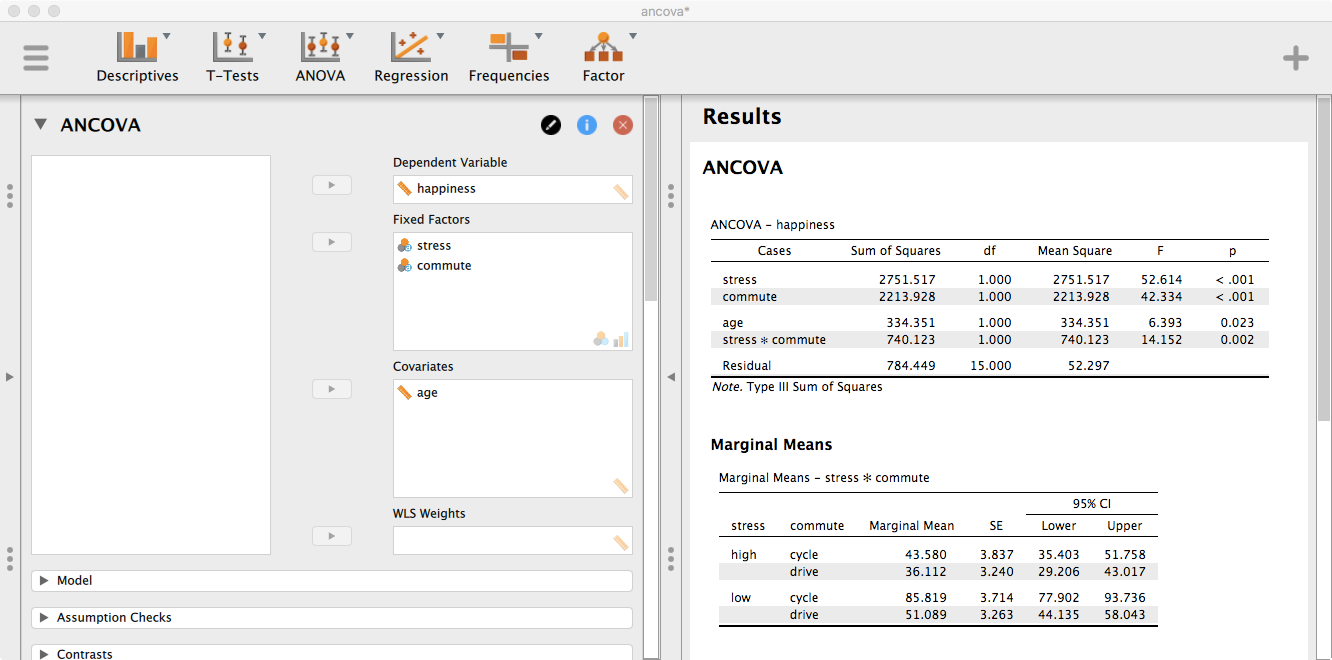 ancova*
Descriptives T-Tests ANOVA Regression Frequencies Factor
ANCOVA
Dependent Variable
happiness
Fixed Factors
stress
commute
Covariates
age
WLS Weights
Model
Assumption Checks
Contrasts
Results
ANCOVA
ANCOVA – happiness
Cases Sum of Squares df Mean Square F p
stress 2751.517 1.000 2751.517 52.614 < .001
commute 2213.928 1.000 2213.928 42.334 < .001
age 334.351 1.000 334.351 6.393 0.023
stress ✻ commute 740.123 1.000 740.123 14.152 0.002
Residual 784.449 15.000 52.297
Note. Type III Sum of Squares
Marginal Means
Marginal Means – stress ✻ commute
95% CI
stress commute Marginal Mean SE Lower Upper
high cycle 43.580 3.837 35.403 51.758
drive 36.112 3.240 29.206 43.017
low cycle 85.819 3.714 77.902 93.736
drive 51.089 3.263 44.135 58.043